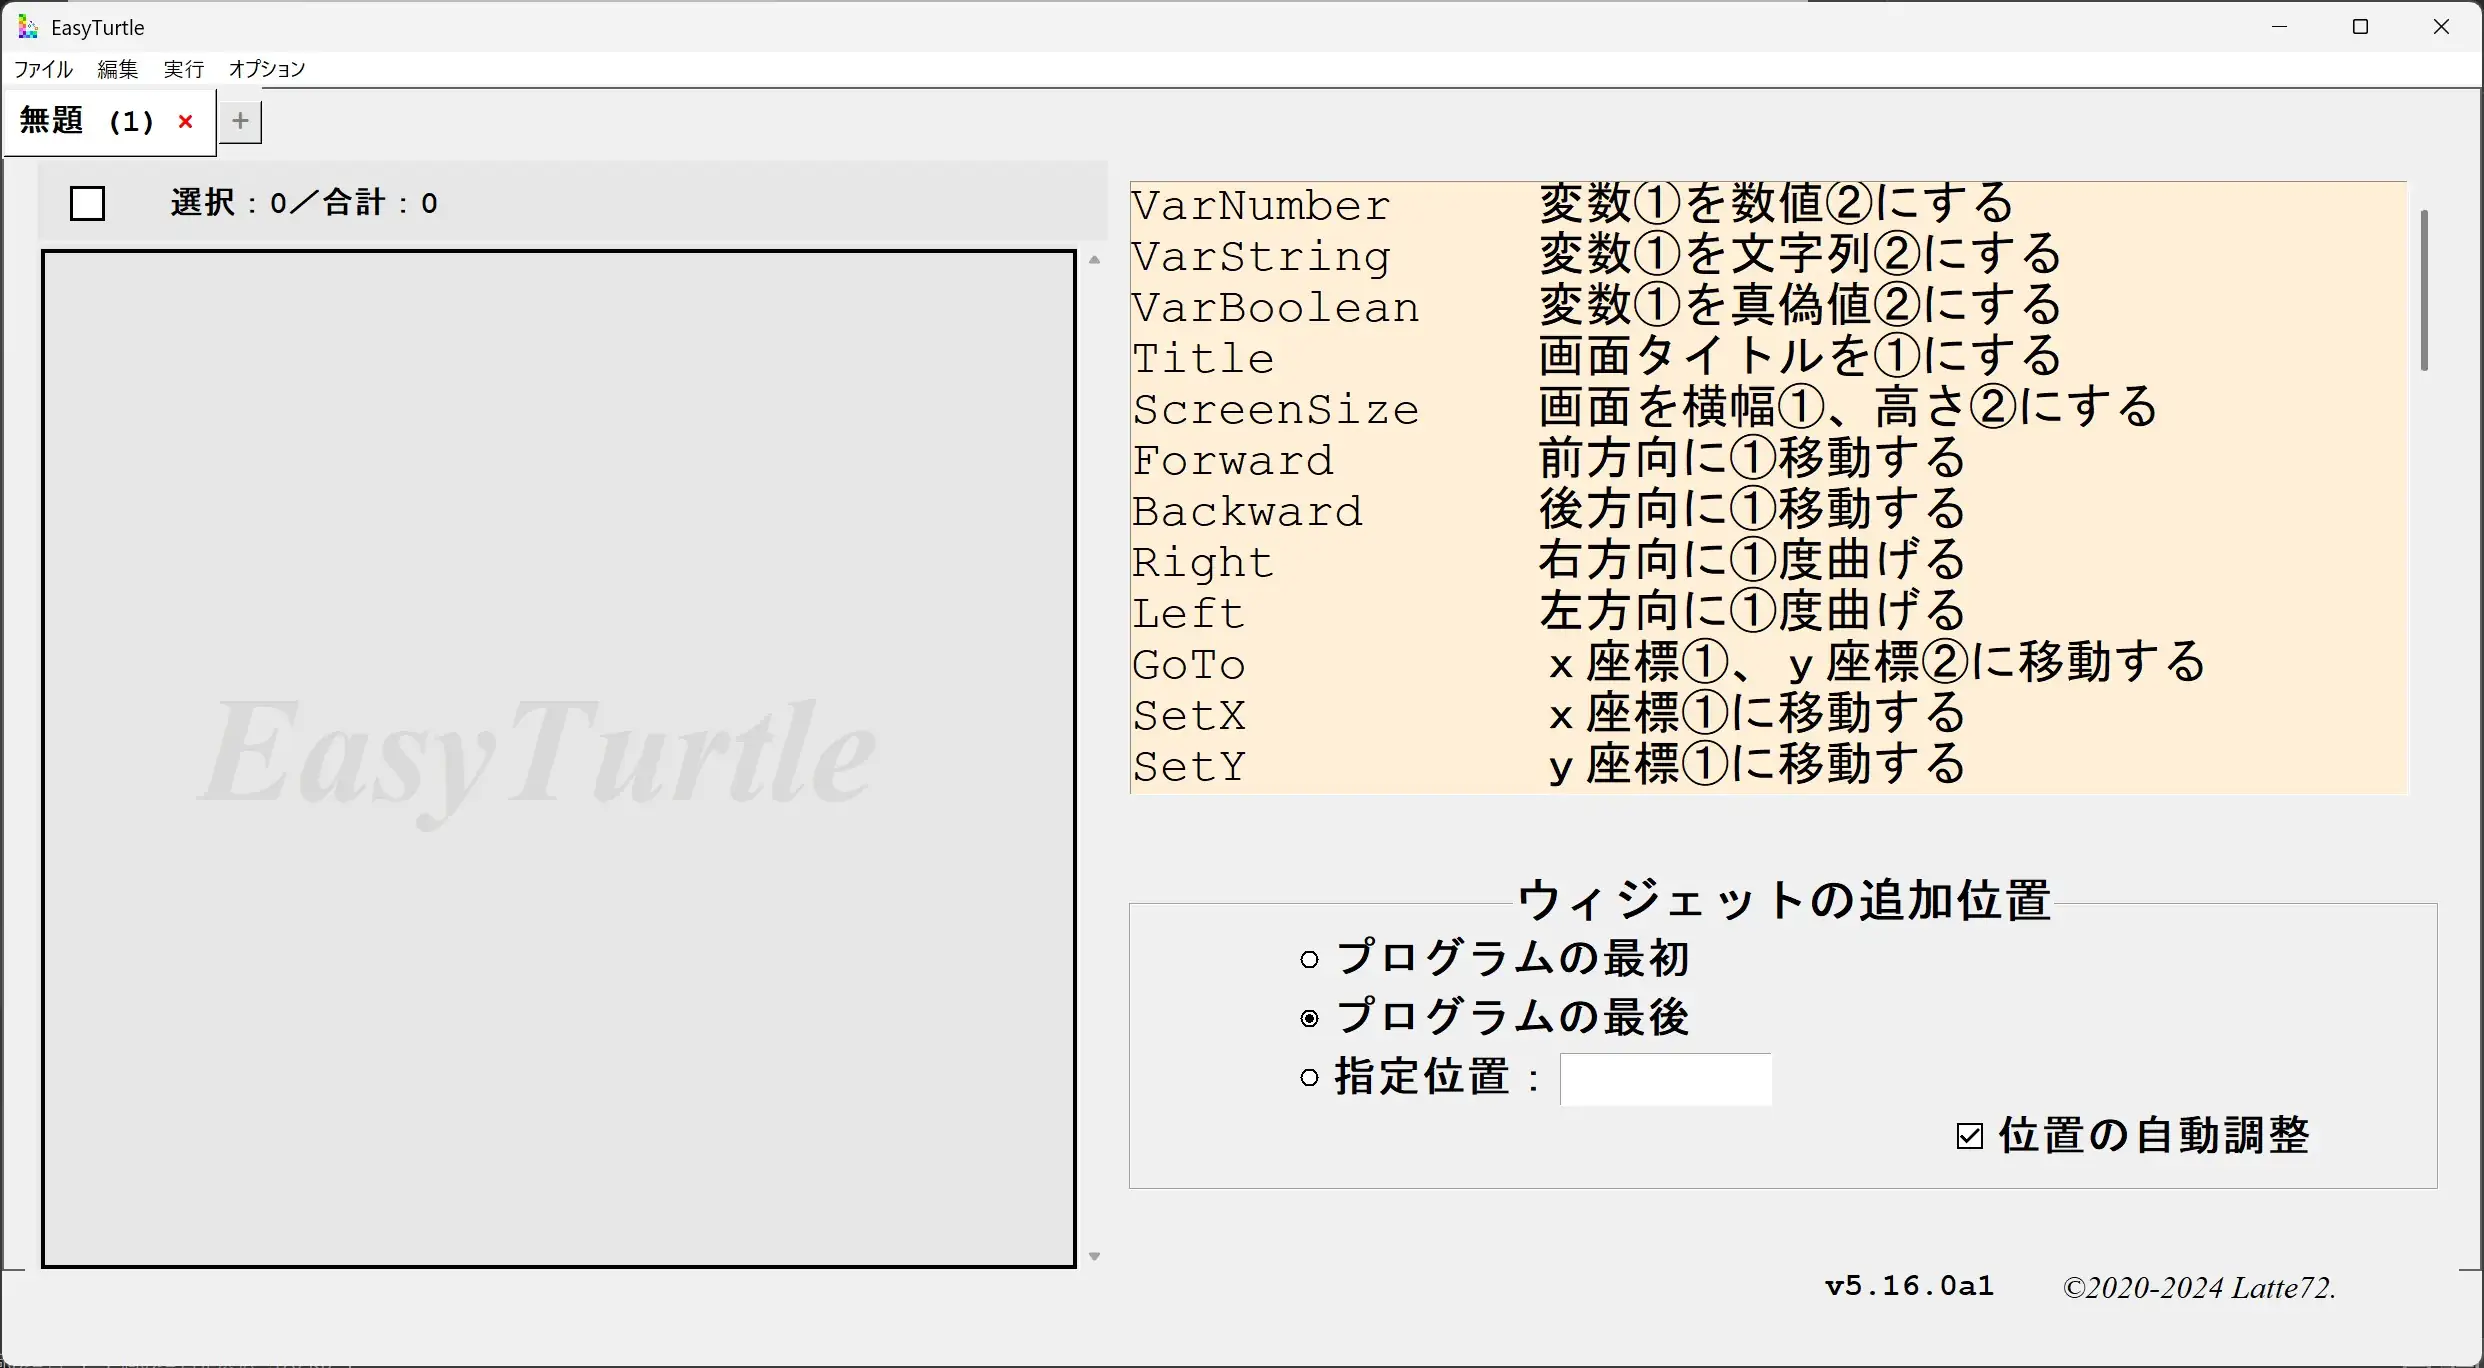 EasyTurtle
ファイル 編集 実行 オプション
無題 (1) × +
選択：0／合計：0
EasyTurtle
VarNumber 変数①を数値②にする
VarString 変数①を文字列②にする
VarBoolean 変数①を真偽値②にする
Title 画面タイトルを①にする
ScreenSize 画面を横幅①、高さ②にする
Forward 前方向に①移動する
Backward 後方向に①移動する
Right 右方向に①度曲げる
Left 左方向に①度曲げる
GoTo ｘ座標①、ｙ座標②に移動する
SetX ｘ座標①に移動する
SetY ｙ座標①に移動する
ウィジェットの追加位置
プログラムの最初
プログラムの最後
指定位置：
位置の自動調整
v5.16.0a1 ©2020-2024 Latte72.